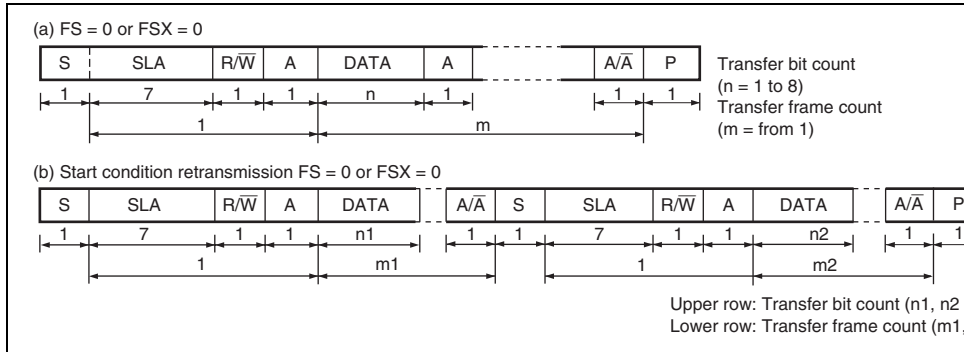 (a) FS = 0 or FSX = 0
S SLA R/W̅ A DATA A A/A̅ P
1 7 1 1 n 1 1 1
1 m
Transfer bit count
(n = 1 to 8)
Transfer frame count
(m = from 1)
(b) Start condition retransmission FS = 0 or FSX = 0
S SLA R/W̅ A DATA A/A̅ S SLA R/W̅ A DATA A/A̅ P
1 7 1 1 n1 1 1 7 1 1 n2 1 1
1 m1 1 m2
Upper row: Transfer bit count (n1, n2
Lower row: Transfer frame count (m1,